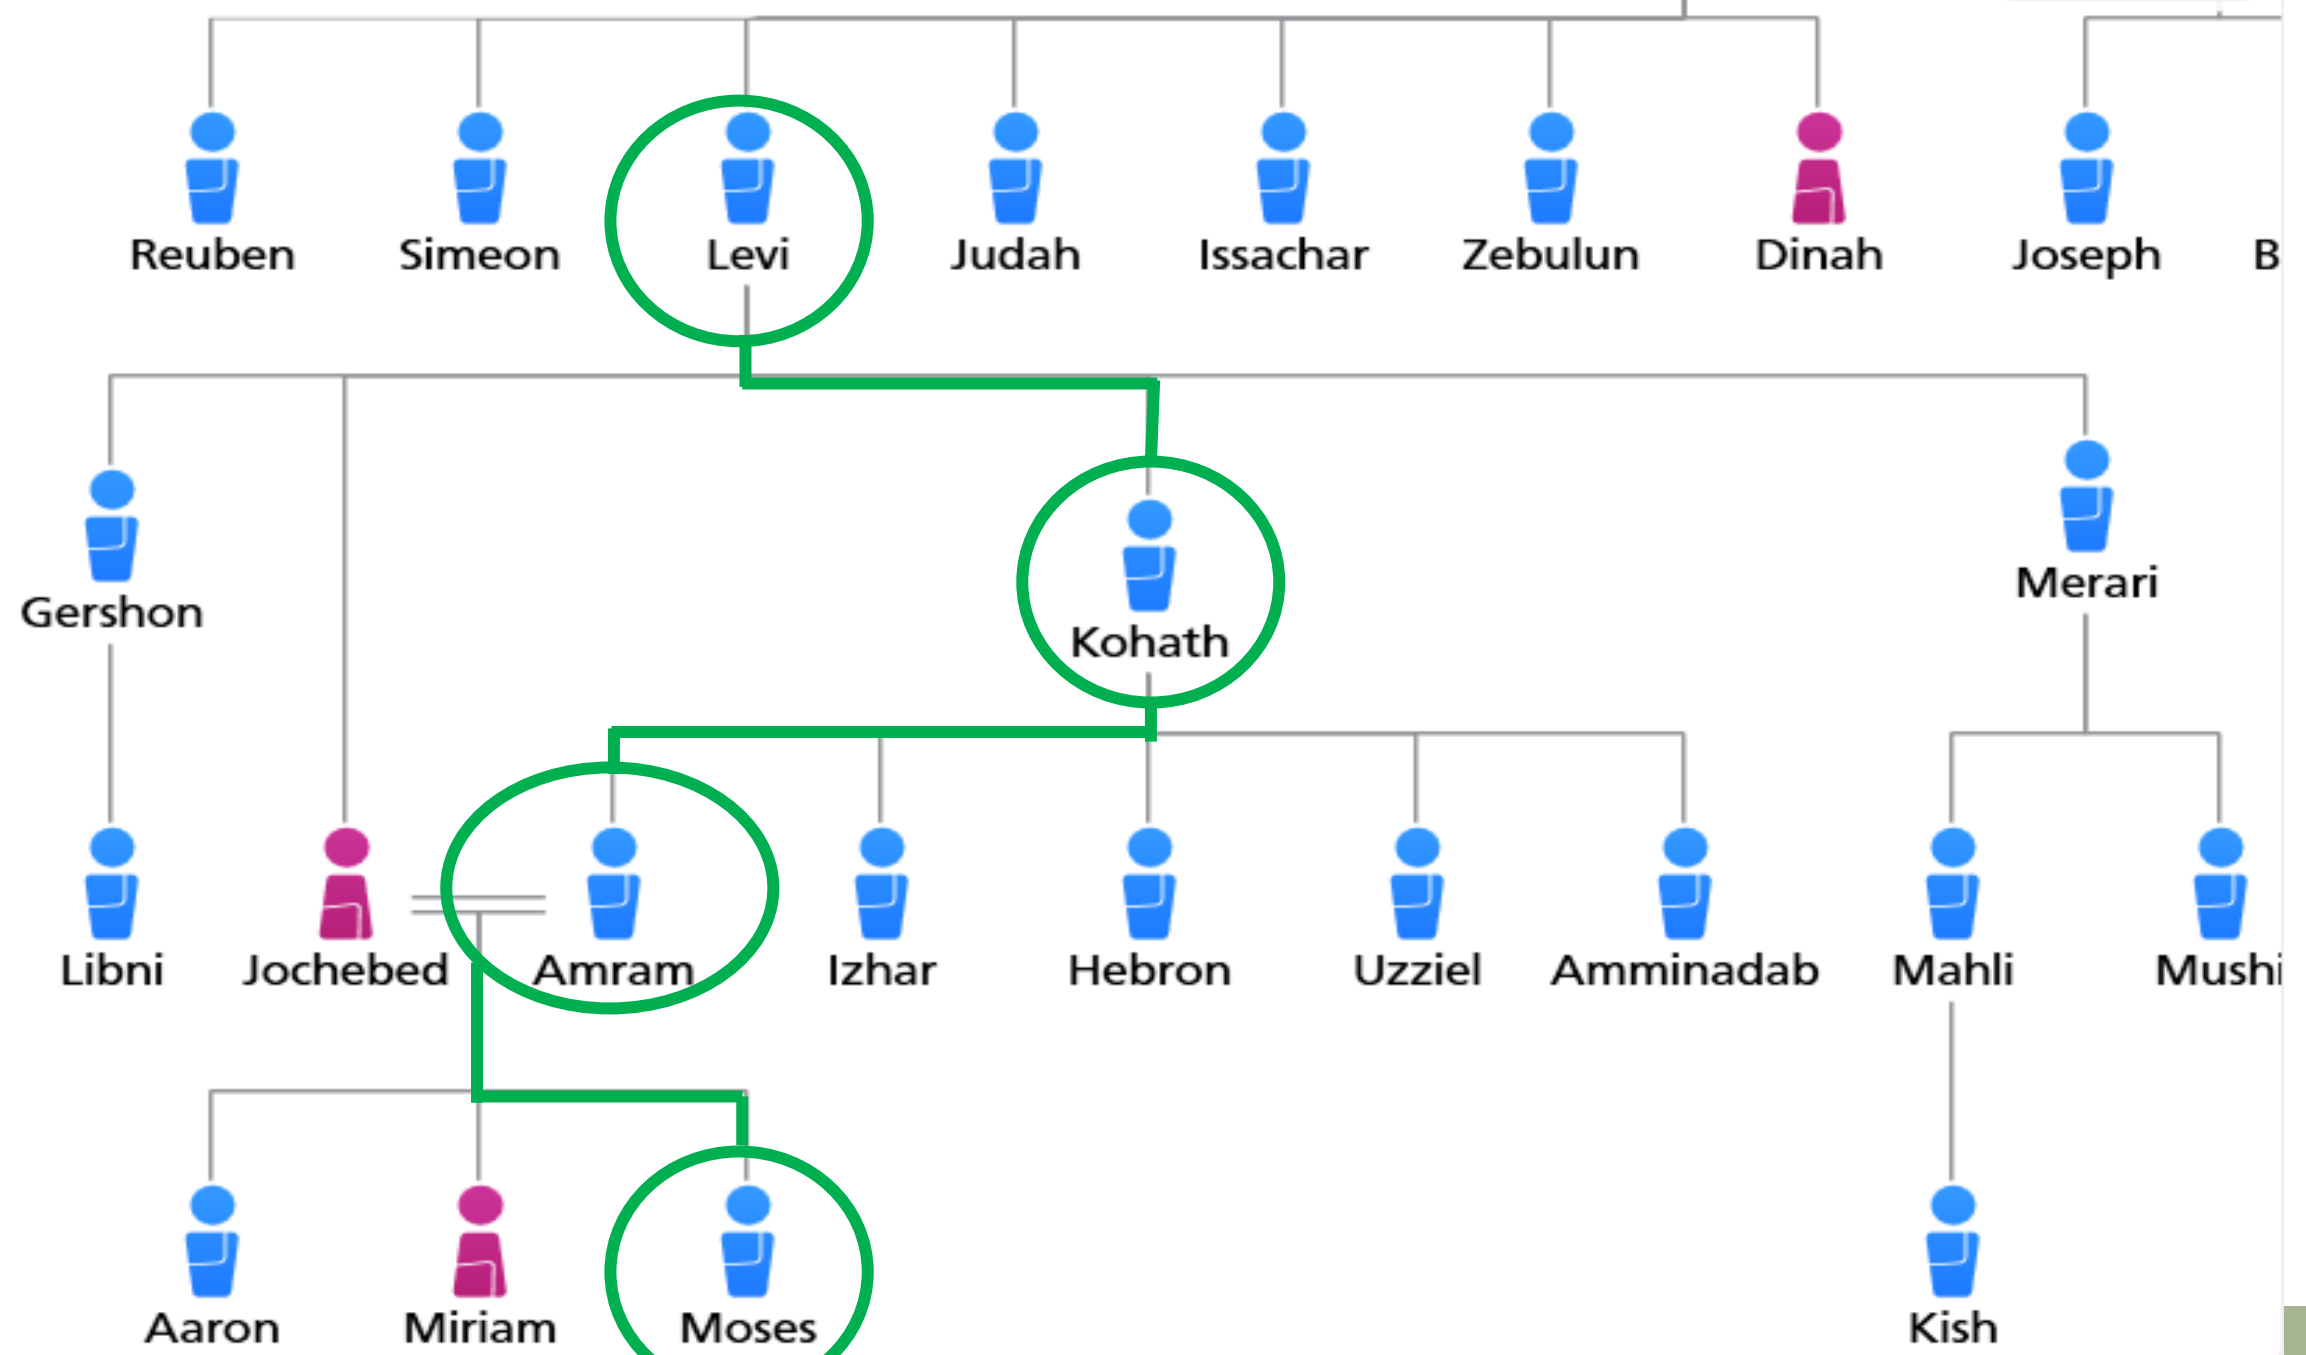 Reuben Simeon Levi Judah Issachar Zebulun Dinah Joseph B
Gershon Kohath Merari
Libni Jochebed Amram Izhar Hebron Uzziel Amminadab Mahli Mushi
Aaron Miriam Moses Kish